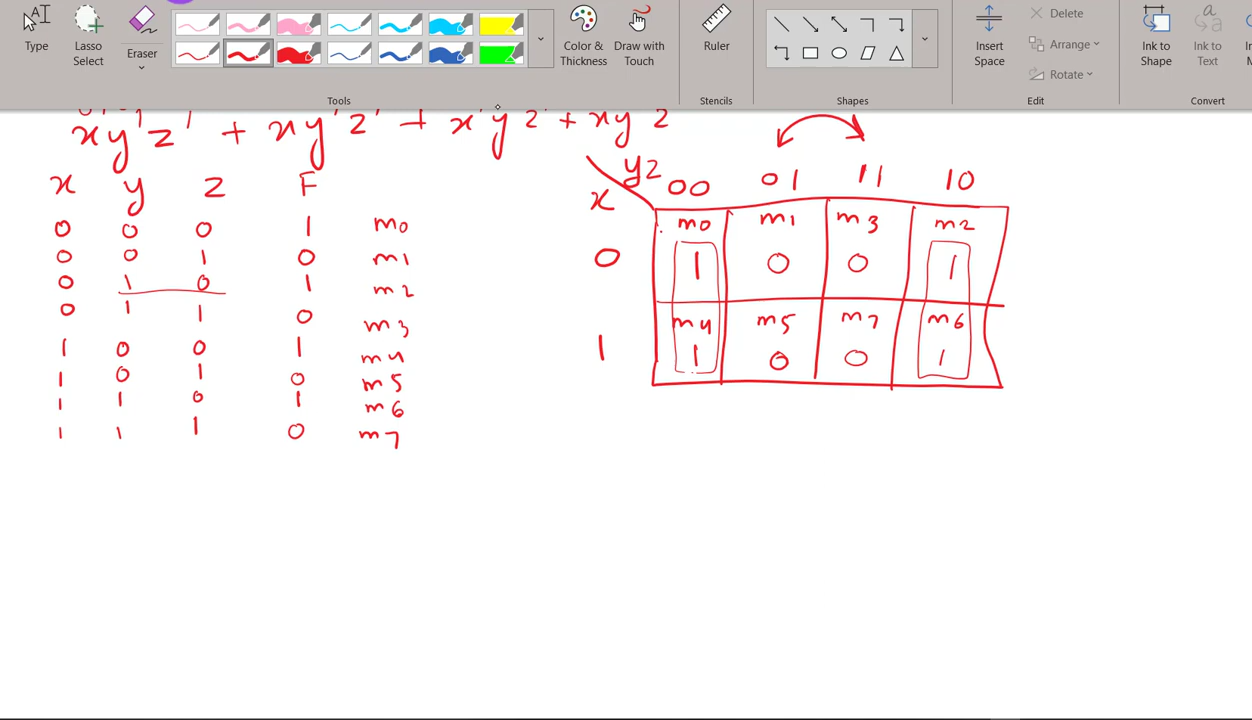 Type
Lasso
Select
Eraser
Color &
Thickness
Draw with
Touch
Ruler
Insert
Space
Delete
Arrange
Rotate
Ink to
Shape
Ink to
Text
Tools
Stencils
Shapes
Edit
Convert
x'y'z' + xy'z' + x'yz' + xyz'
x y z F
0 0 0 1 m0
0 0 1 0 m1
0 1 0 1 m2
0 1 1 0 m3
1 0 0 1 m4
1 0 1 0 m5
1 1 0 1 m6
1 1 1 0 m7
yz
x
00 01 11 10
m0 m1 m3 m2
0 1 0 0 1
m4 m5 m7 m6
1 1 0 0 1